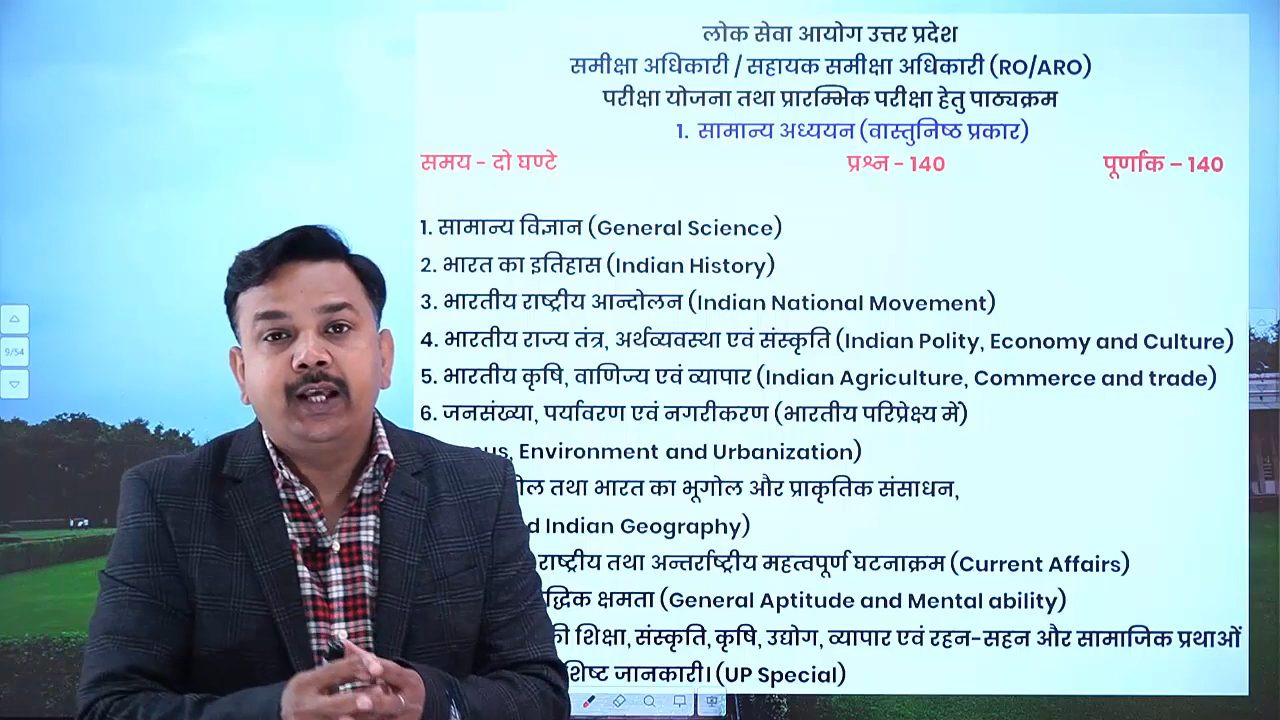 लोक सेवा आयोग उत्तर प्रदेश
समीक्षा अधिकारी / सहायक समीक्षा अधिकारी (RO/ARO)
परीक्षा योजना तथा प्रारम्भिक परीक्षा हेतु पाठ्यक्रम
1. सामान्य अध्ययन (वास्तुनिष्ठ प्रकार)
समय - दो घण्टे प्रश्न - 140 पूर्णांक – 140
1. सामान्य विज्ञान (General Science)
2. भारत का इतिहास (Indian History)
3. भारतीय राष्ट्रीय आन्दोलन (Indian National Movement)
4. भारतीय राज्य तंत्र, अर्थव्यवस्था एवं संस्कृति (Indian Polity, Economy and Culture)
5. भारतीय कृषि, वाणिज्य एवं व्यापार (Indian Agriculture, Commerce and trade)
6. जनसंख्या, पर्यावरण एवं नगरीकरण (भारतीय परिप्रेक्ष्य में)
Environment and Urbanization)
तथा भारत का भूगोल और प्राकृतिक संसाधन,
Indian Geography)
राष्ट्रीय तथा अन्तर्राष्ट्रीय महत्वपूर्ण घटनाक्रम (Current Affairs)
क्षमता (General Aptitude and Mental ability)
शिक्षा, संस्कृति, कृषि, उद्योग, व्यापार एवं रहन-सहन और सामाजिक प्रथाओं
जानकारी। (UP Special)
9/54